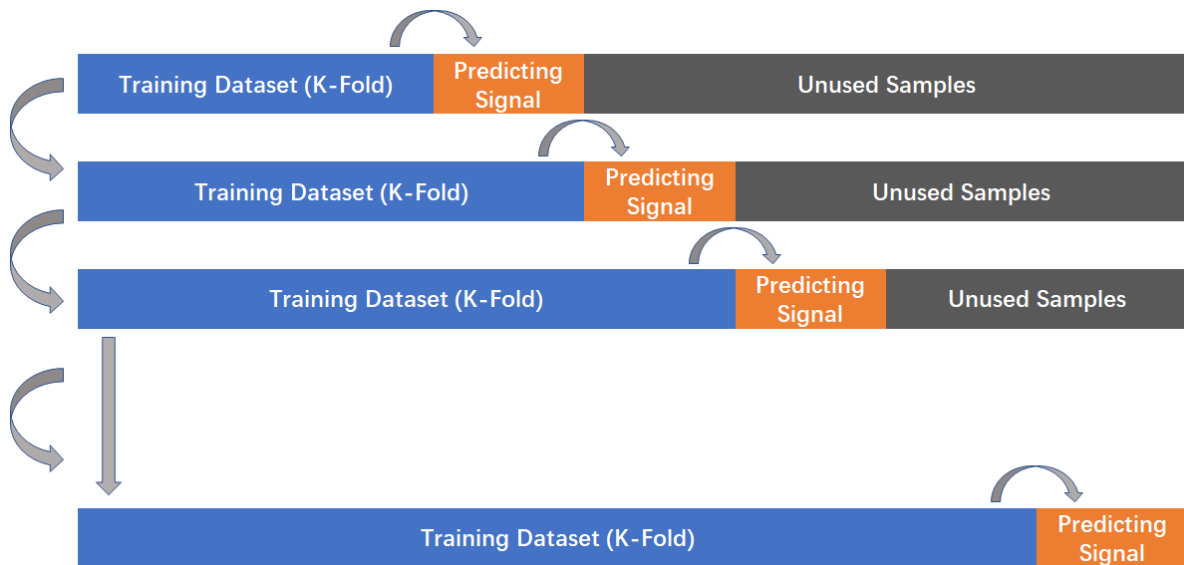 Training Dataset (K-Fold)
Predicting
Signal
Unused Samples
Training Dataset (K-Fold)
Predicting
Signal
Unused Samples
Training Dataset (K-Fold)
Predicting
Signal
Unused Samples
Training Dataset (K-Fold)
Predicting
Signal